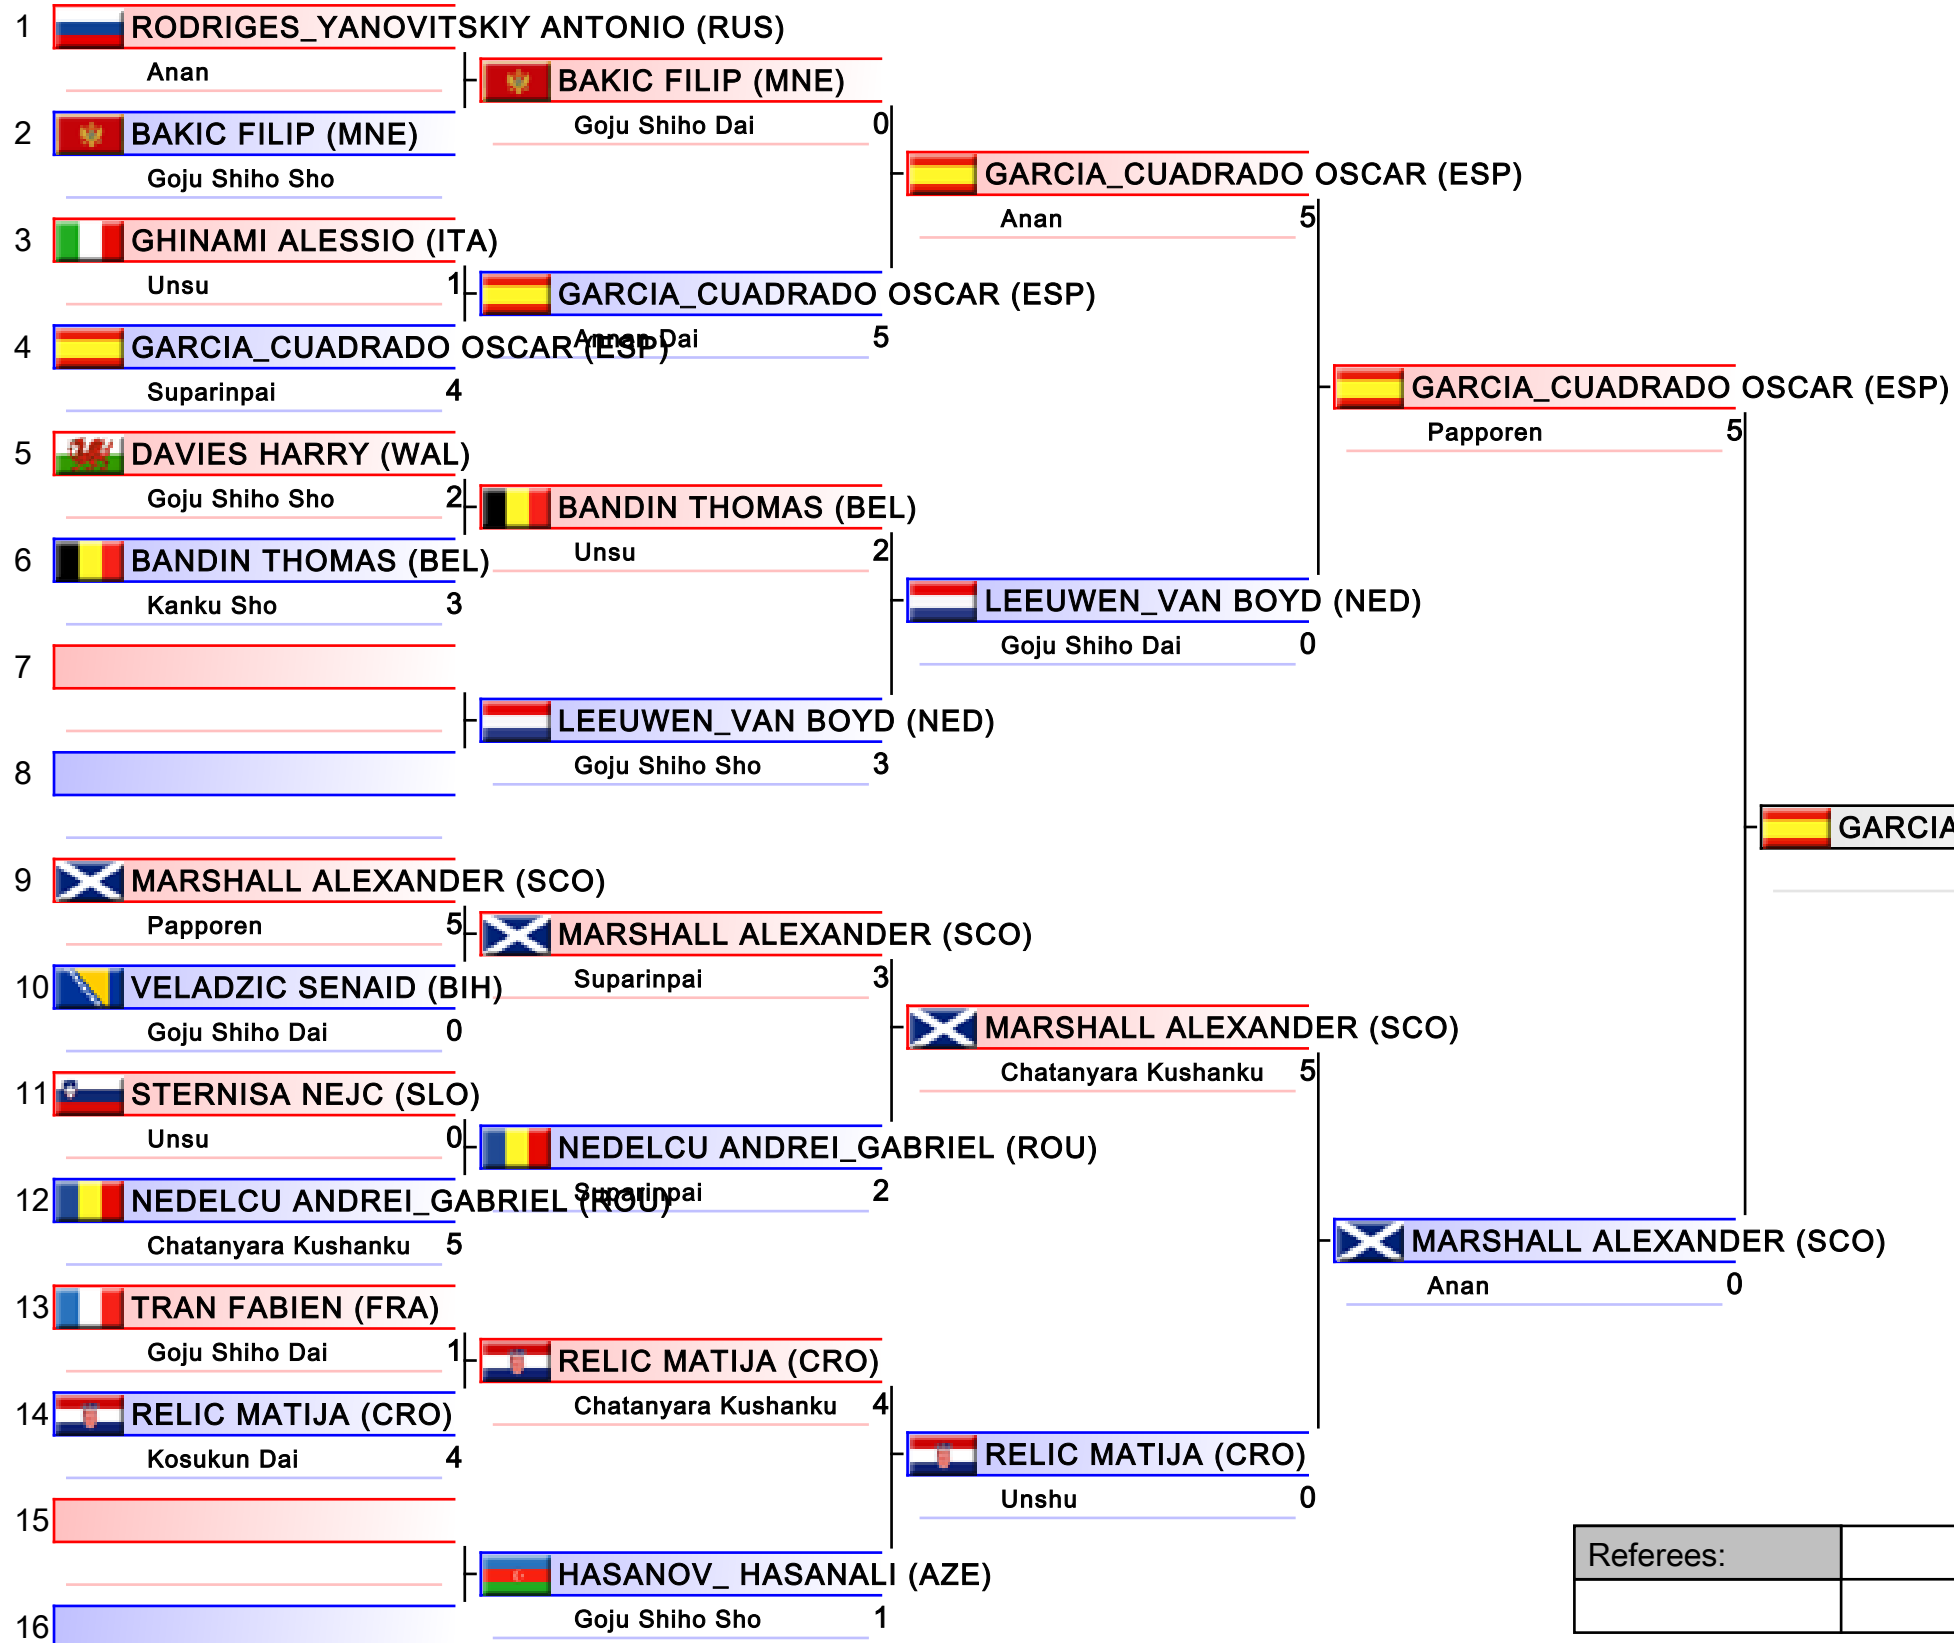 1 RODRIGES_YANOVITSKIY ANTONIO (RUS)
Anan
BAKIC FILIP (MNE)
Goju Shiho Dai 0
2 BAKIC FILIP (MNE)
Goju Shiho Sho
GARCIA_CUADRADO OSCAR (ESP)
Anan 5
3 GHINAMI ALESSIO (ITA)
Unsu 1
GARCIA_CUADRADO OSCAR (ESP)
Annan Dai 5
4 GARCIA_CUADRADO OSCAR (ESP)
Suparinpai 4
GARCIA_CUADRADO OSCAR (ESP)
Papporen 5
5 DAVIES HARRY (WAL)
Goju Shiho Sho 2
BANDIN THOMAS (BEL)
Unsu 2
6 BANDIN THOMAS (BEL)
Kanku Sho 3
LEEUWEN_VAN BOYD (NED)
Goju Shiho Dai 0
7
LEEUWEN_VAN BOYD (NED)
Goju Shiho Sho 3
8
GARCIA
9 MARSHALL ALEXANDER (SCO)
Papporen 5
MARSHALL ALEXANDER (SCO)
Suparinpai 3
10 VELADZIC SENAID (BIH)
Goju Shiho Dai 0
MARSHALL ALEXANDER (SCO)
Chatanyara Kushanku 5
11 STERNISA NEJC (SLO)
Unsu 0
NEDELCU ANDREI_GABRIEL (ROU)
Suparinpai 2
12 NEDELCU ANDREI_GABRIEL (ROU)
Chatanyara Kushanku 5
MARSHALL ALEXANDER (SCO)
Anan 0
13 TRAN FABIEN (FRA)
Goju Shiho Dai 1
RELIC MATIJA (CRO)
Chatanyara Kushanku 4
14 RELIC MATIJA (CRO)
Kosukun Dai 4
RELIC MATIJA (CRO)
Unshu 0
15
HASANOV_ HASANALI (AZE)
Goju Shiho Sho 1
16
Referees: